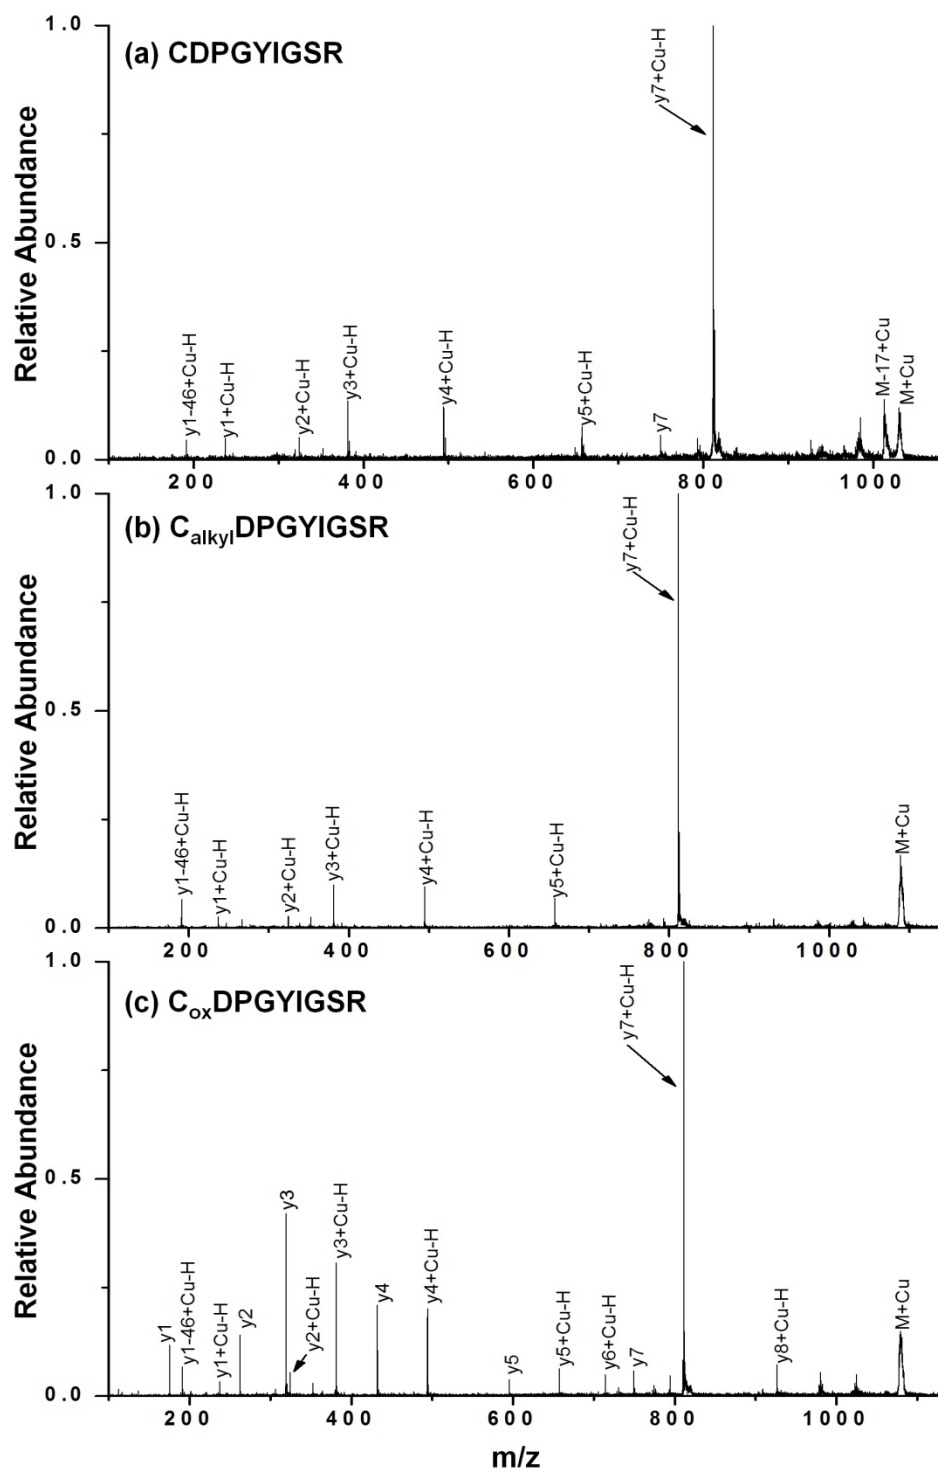 (a) CDPGYIGSR
Relative Abundance
1.0
0.5
0.0
y1-46+Cu-H
y1+Cu-H
y2+Cu-H
y3+Cu-H
y4+Cu-H
y5+Cu-H
y7
y7+Cu-H
M-17+Cu
M+Cu
200 400 600 800 1000
(b) CalkylDPGYIGSR
Relative Abundance
1.0
0.5
0.0
y1-46+Cu-H
y1+Cu-H
y2+Cu-H
y3+Cu-H
y4+Cu-H
y5+Cu-H
y7+Cu-H
M+Cu
200 400 600 800 1000
(c) CoxDPGYIGSR
Relative Abundance
1.0
0.5
0.0
y1
y1-46+Cu-H
y1+Cu-H
y2
y3
y2+Cu-H
y3+Cu-H
y4
y4+Cu-H
y5
y5+Cu-H
y6+Cu-H
y7
y7+Cu-H
y8+Cu-H
M+Cu
200 400 600 800 1000
m/z